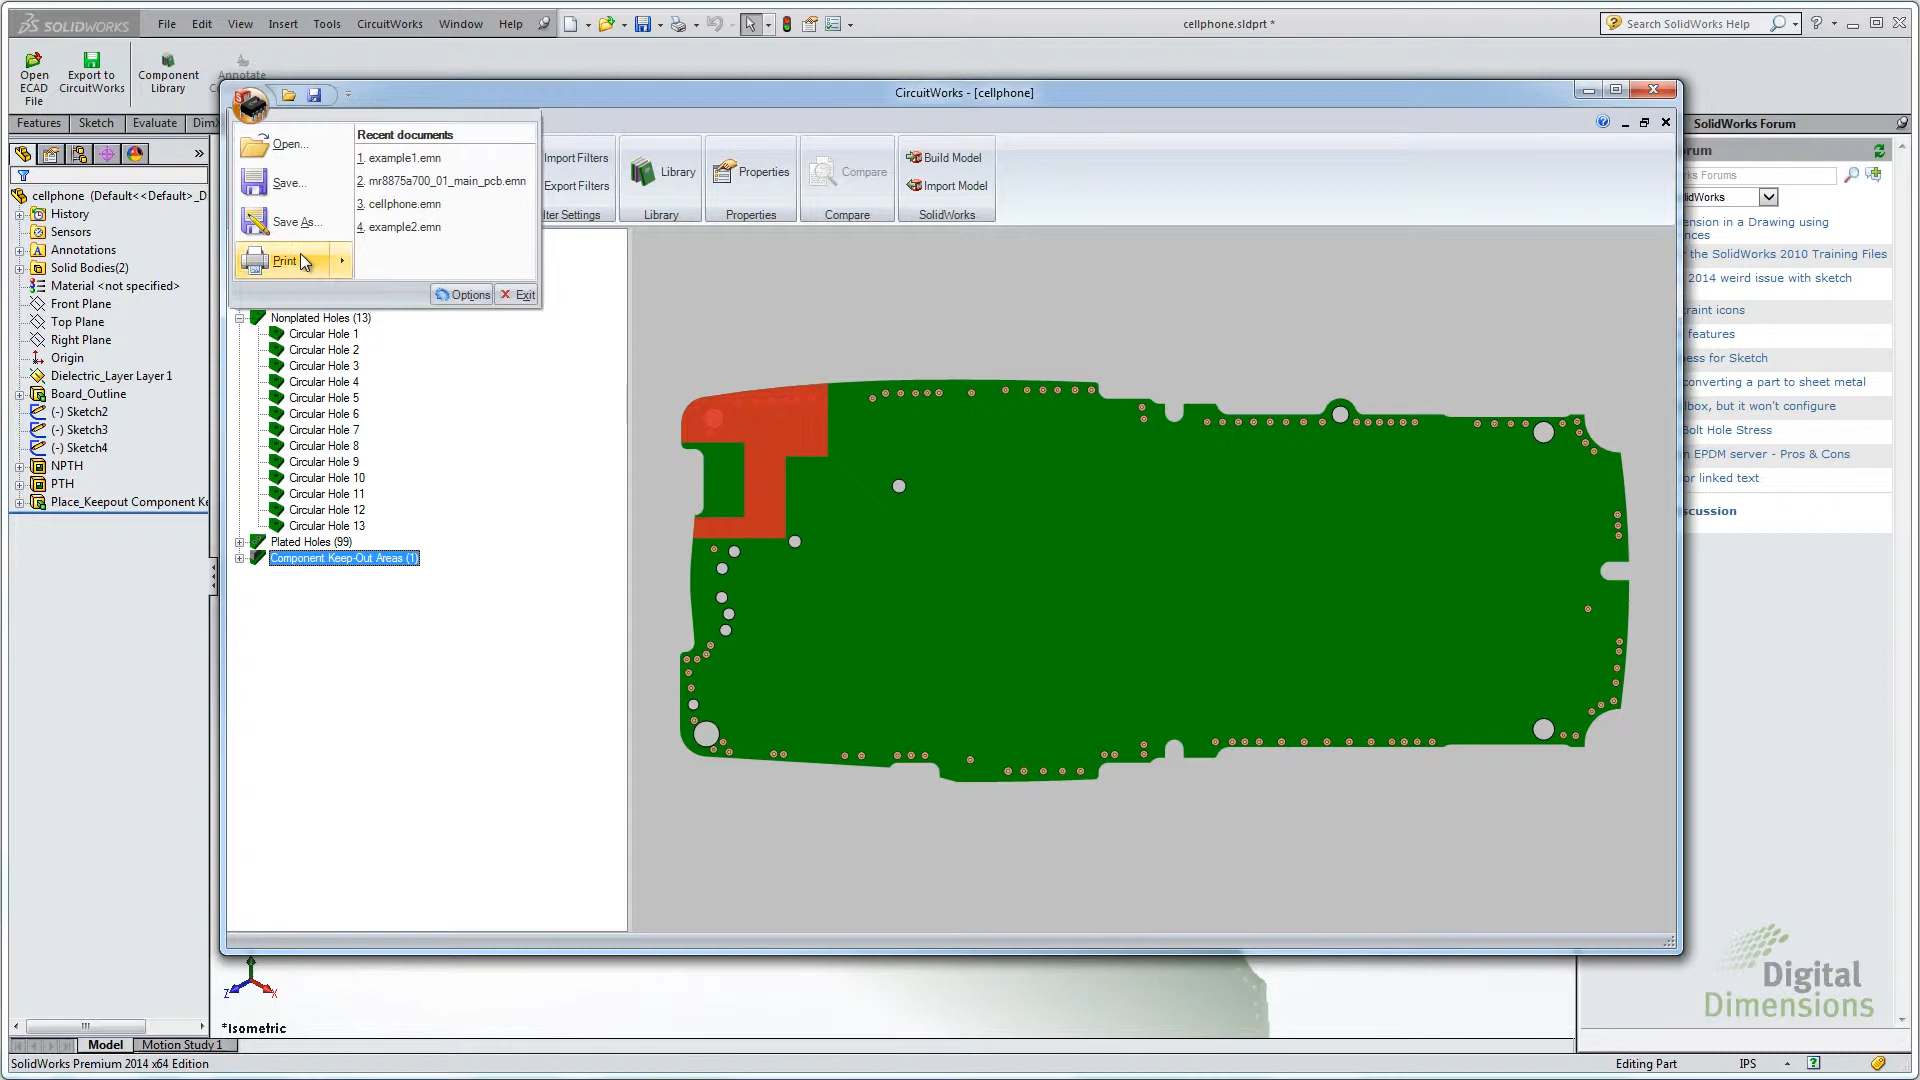 SOLIDWORKS
File Edit View Insert Tools CircuitWorks Window Help
cellphone.sldprt *
Search SolidWorks Help
Open ECAD File
Export to CircuitWorks
Component Library
Annotate
Features Sketch Evaluate
CircuitWorks - [cellphone]
SolidWorks Forum
Open...
Save...
Save As...
Print
Recent documents
1. example1.emn
2. mr8875a700_01_main_pcb.emn
3. cellphone.emn
4. example2.emn
Options
Exit
Import Filters
Export Filters
lter Settings
Library
Library
Properties
Properties
Compare
Compare
Build Model
Import Model
SolidWorks
cellphone (Default<<Default>_D
History
Sensors
Annotations
Solid Bodies(2)
Material <not specified>
Front Plane
Top Plane
Right Plane
Origin
Dielectric_Layer Layer1
Board_Outline
(-) Sketch2
(-) Sketch3
(-) Sketch4
NPTH
PTH
Place_Keepout Component Ke
Nonplated Holes (13)
Circular Hole 1
Circular Hole 2
Circular Hole 3
Circular Hole 4
Circular Hole 5
Circular Hole 6
Circular Hole 7
Circular Hole 8
Circular Hole 9
Circular Hole 10
Circular Hole 11
Circular Hole 12
Circular Hole 13
Plated Holes (99)
Component Keep-Out Areas (1)
orum
rks Forums
lidWorks
ension in a Drawing using
nces
r the SolidWorks 2010 Training Files
2014 weird issue with sketch
raint icons
features
ess for Sketch
converting a part to sheet metal
lbox, but it won't configure
Bolt Hole Stress
n EPDM server - Pros & Cons
or linked text
scussion
Digital
Dimensions
Z X
*Isometric
Model Motion Study 1
SolidWorks Premium 2014 x64 Edition
Editing Part
IPS